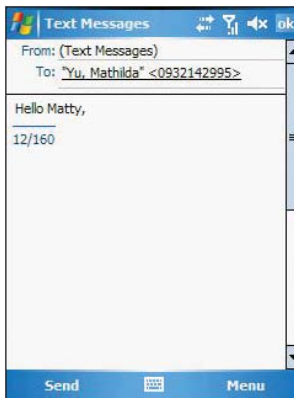 Text Messages
ok
From: (Text Messages)
To: "Yu, Mathilda" <0932142995>
Hello Matty,
12/160
Send
Menu